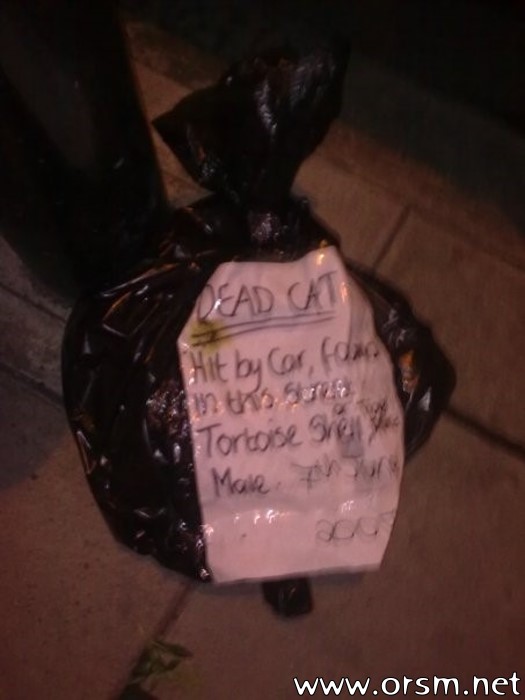 DEAD CAT
Hit by Car, Found
in this street
Tortoise Shell
Male.
www.orsm.net